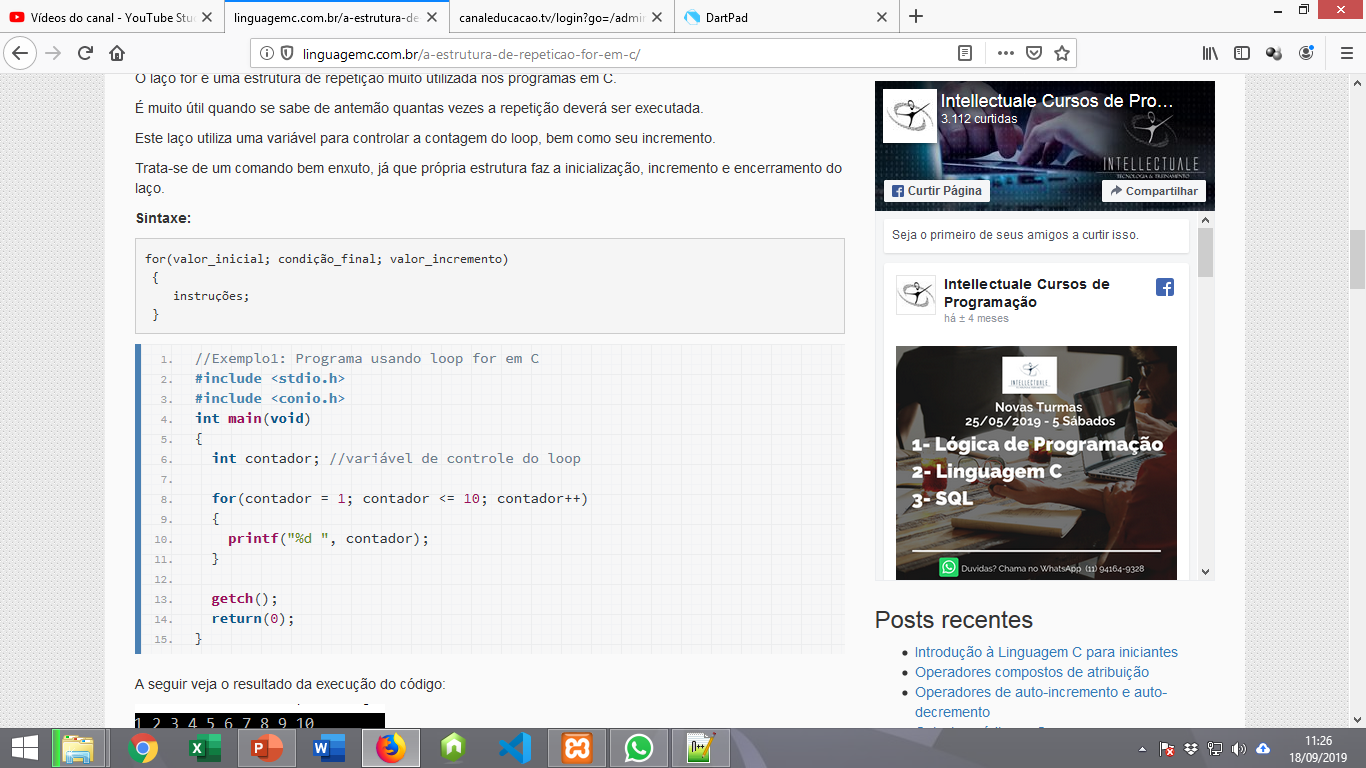 Vídeos do canal - YouTube Stu
linguagemc.com.br/a-estrutura-de
canaleducacao.tv/login?go=/admi
DartPad
linguagemc.com.br/a-estrutura-de-repeticao-for-em-c/
O laço for é uma estrutura de repetição muito utilizada nos programas em C.
É muito útil quando se sabe de antemão quantas vezes a repetição deverá ser executada.
Este laço utiliza uma variável para controlar a contagem do loop, bem como seu incremento.
Trata-se de um comando bem enxuto, já que própria estrutura faz a inicialização, incremento e encerramento do
laço.
Sintaxe:
for(valor_inicial; condição_final; valor_incremento)
{
instruções;
}
1. //Exemplo1: Programa usando loop for em C
2. #include <stdio.h>
3. #include <conio.h>
4. int main(void)
5. {
6. int contador; //variável de controle do loop
7.
8. for(contador = 1; contador <= 10; contador++)
9. {
10. printf("%d ", contador);
11. }
12.
13. getch();
14. return(0);
15. }
A seguir veja o resultado da execução do código:
1 2 3 4 5 6 7 8 9 10
Intellectuale Cursos de Pro…
3.112 curtidas
INTELLECTUALE
TECNOLOGIA & TREINAMENTO
Curtir Página
Compartilhar
Seja o primeiro de seus amigos a curtir isso.
Intellectuale Cursos de
Programação
há ± 4 meses
INTELLECTUALE
Novas Turmas
25/05/2019 - 5 Sábados
1- Lógica de Programação
2- Linguagem C
3- SQL
Duvidas? Chama no WhatsApp (11) 94164-9328
Posts recentes
Introdução à Linguagem C para iniciantes
Operadores compostos de atribuição
Operadores de auto-incremento e auto-
decremento
11:26
18/09/2019